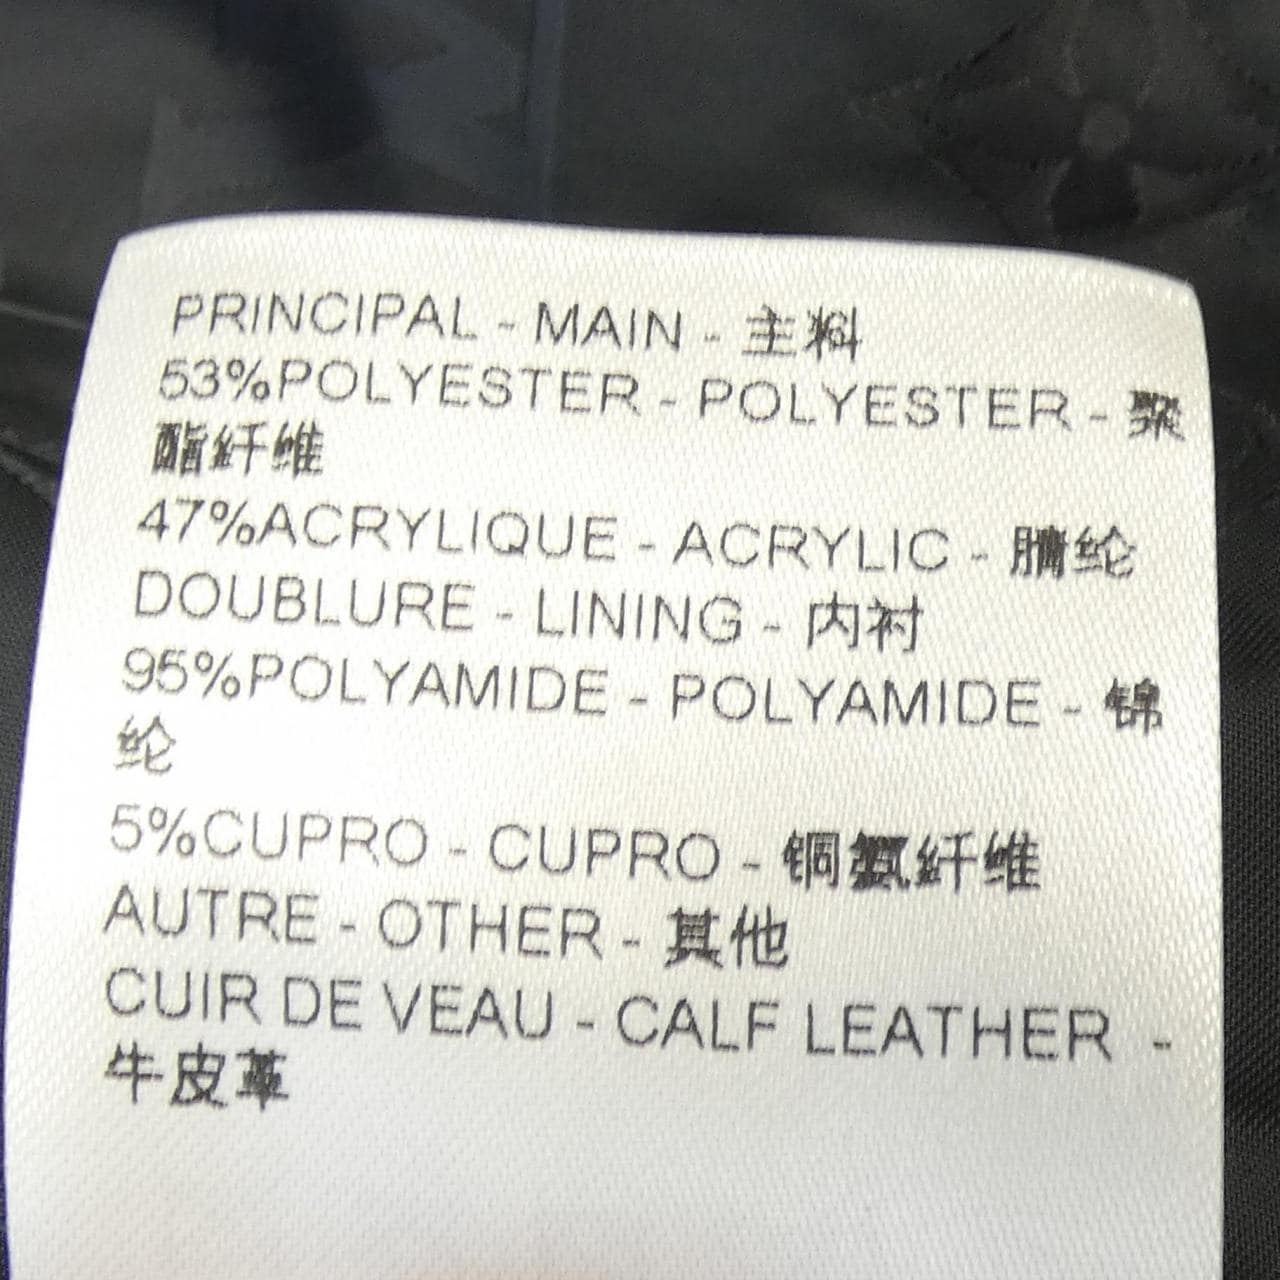 PRINCIPAL - MAIN - 主料
53%POLYESTER - POLYESTER - 聚
酯纤维
47%ACRYLIQUE - ACRYLIC - 腈纶
DOUBLURE - LINING - 内衬
95%POLYAMIDE - POLYAMIDE - 锦
纶
5%CUPRO - CUPRO - 铜氨纤维
AUTRE - OTHER - 其他
CUIR DE VEAU - CALF LEATHER -
牛皮革